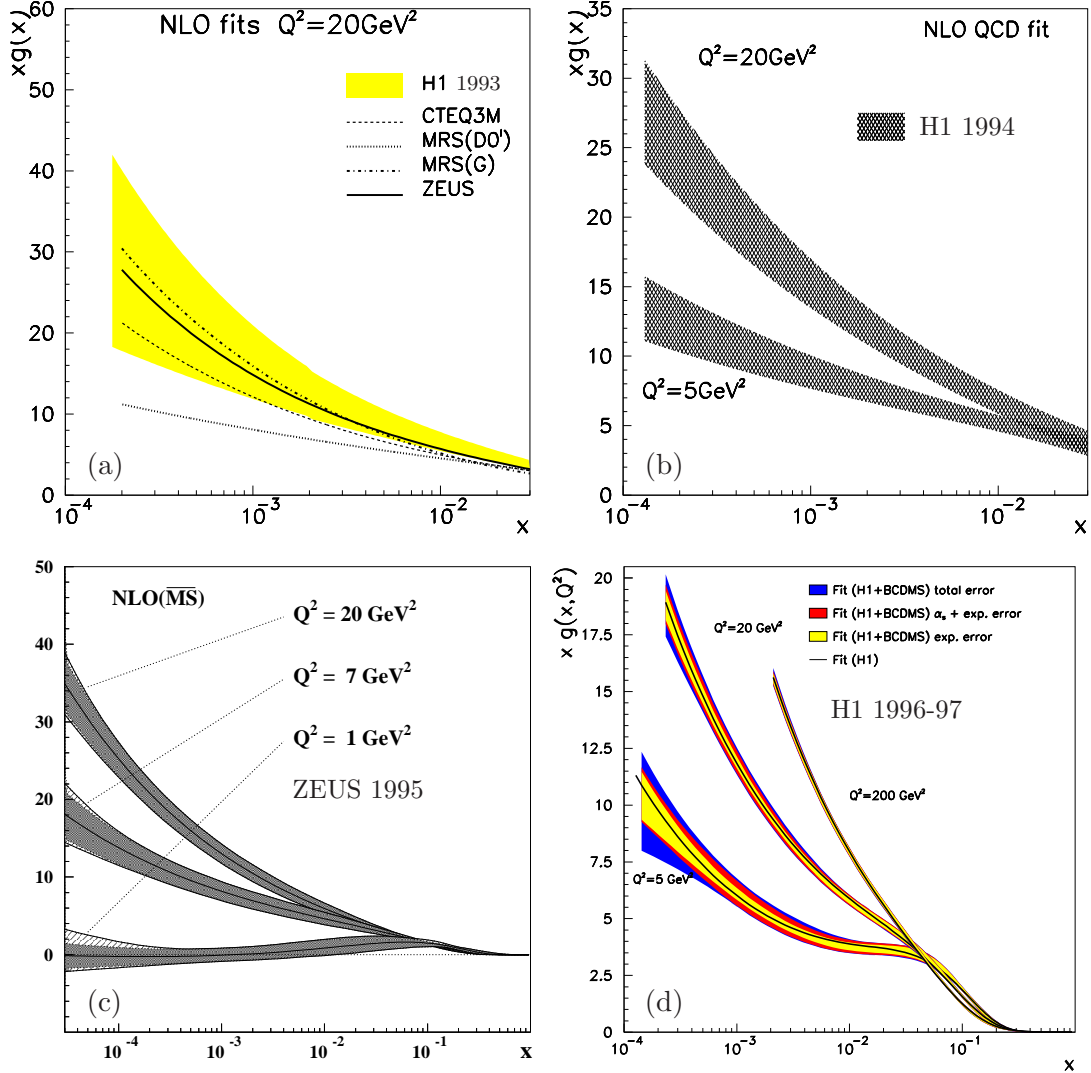 NLO fits Q²=20GeV²
xg(x)
60
50
40
30
20
10
0
H1 1993
CTEQ3M
MRS(D0')
MRS(G)
ZEUS
(a)
10⁻⁴ 10⁻³ 10⁻² x
NLO QCD fit
xg(x)
35
30
25
20
15
10
5
0
Q²=20GeV²
H1 1994
Q²=5GeV²
(b)
10⁻⁴ 10⁻³ 10⁻² x
50
40
30
20
10
0
NLO(M̅S̅)
Q² = 20 GeV²
Q² = 7 GeV²
Q² = 1 GeV²
ZEUS 1995
(c)
10⁻⁴ 10⁻³ 10⁻² 10⁻¹ x
x g(x,Q²)
20
17.5
15
12.5
10
7.5
5
2.5
0
Fit (H1+BCDMS) total error
Fit (H1+BCDMS) αₛ + exp. error
Fit (H1+BCDMS) exp. error
Fit (H1)
Q²=20 GeV²
H1 1996-97
Q²=200 GeV²
Q²=5 GeV²
(d)
10⁻⁴ 10⁻³ 10⁻² 10⁻¹ x